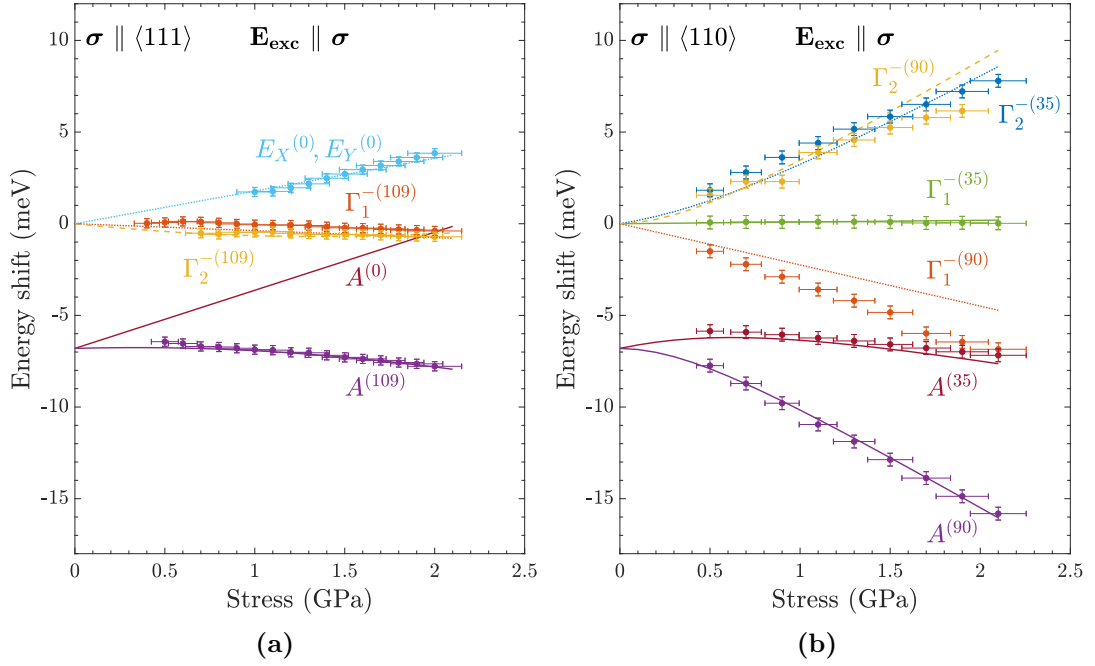 σ ∥ ⟨111⟩ E_exc ∥ σ
10
5
0
-5
-10
-15
Energy shift (meV)
E_X^(0), E_Y^(0)
Γ_1^-(109)
Γ_2^-(109)
A^(0)
A^(109)
0 0.5 1 1.5 2 2.5
Stress (GPa)
(a)
σ ∥ ⟨110⟩ E_exc ∥ σ
10
5
0
-5
-10
-15
Energy shift (meV)
Γ_2^-(90)
Γ_2^-(35)
Γ_1^-(35)
Γ_1^-(90)
A^(35)
A^(90)
0 0.5 1 1.5 2 2.5
Stress (GPa)
(b)